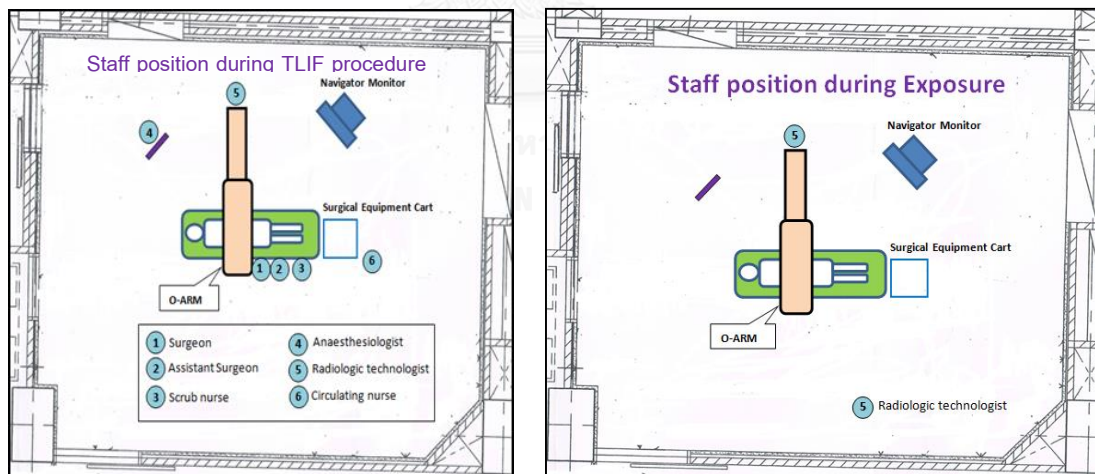 Staff position during TLIF procedure
5
Navigator Monitor
4
Surgical Equipment Cart
1 2 3
6
O-ARM
1 Surgeon
4 Anaesthesiologist
2 Assistant Surgeon
5 Radiologic technologist
3 Scrub nurse
6 Circulating nurse
Staff position during Exposure
5
Navigator Monitor
Surgical Equipment Cart
O-ARM
5 Radiologic technologist